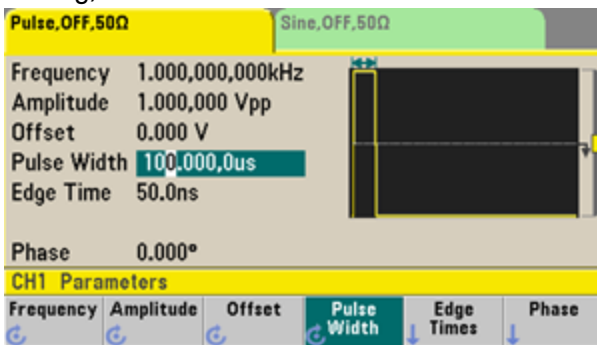 Pulse,OFF,50Ω Sine,OFF,50Ω
Frequency 1.000,000,000kHz
Amplitude 1.000,000 Vpp
Offset 0.000 V
Pulse Width 100.000,0us
Edge Time 50.0ns
Phase 0.000°
CH1 Parameters
Frequency Amplitude Offset Pulse Width Edge Times Phase